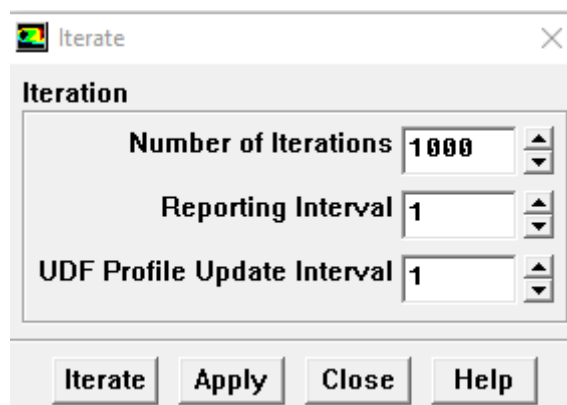 Iterate
Iteration
Number of Iterations 1000
Reporting Interval 1
UDF Profile Update Interval 1
Iterate Apply Close Help